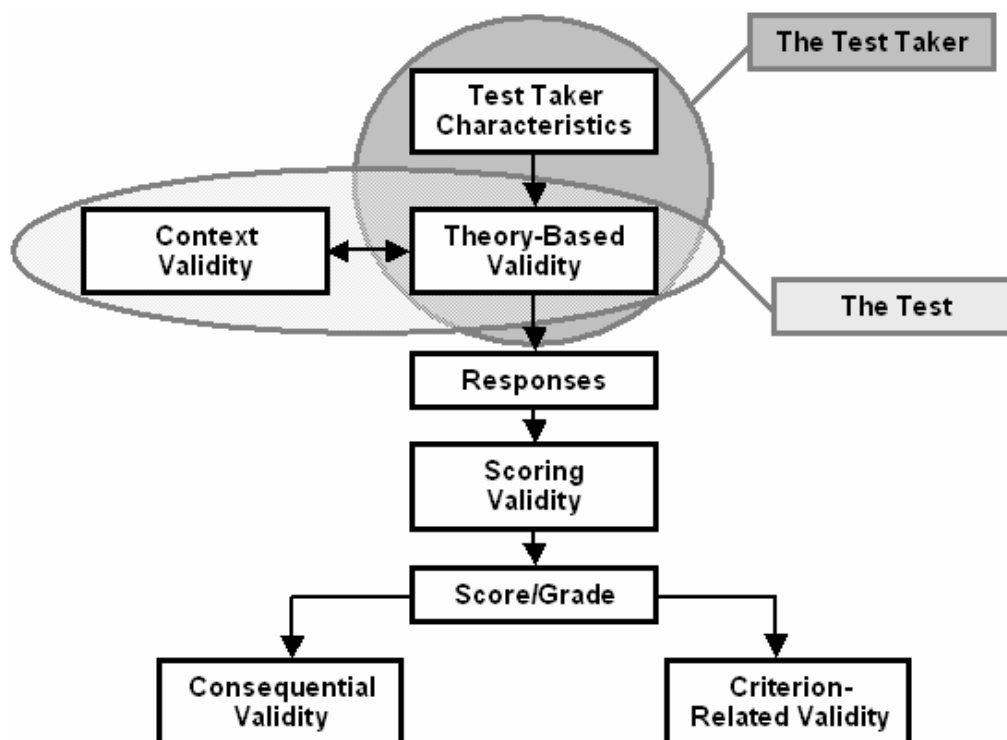 The Test Taker
Test Taker
Characteristics
Context
Validity
Theory-Based
Validity
The Test
Responses
Scoring
Validity
Score/Grade
Consequential
Validity
Criterion-
Related Validity